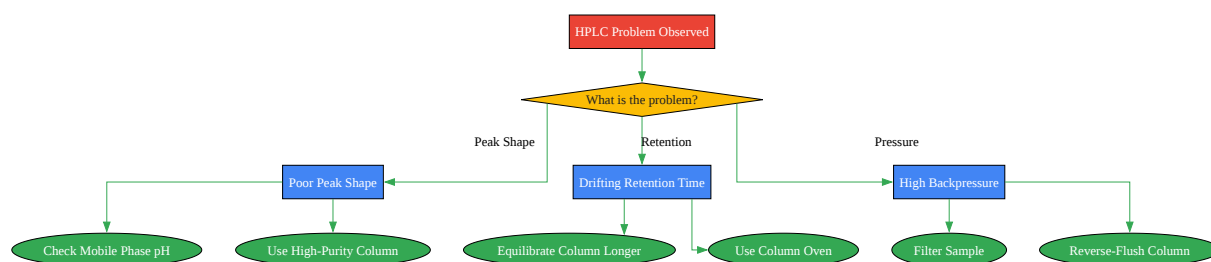 HPLC Problem Observed
What is the problem?
Peak Shape
Retention
Pressure
Poor Peak Shape
Drifting Retention Time
High Backpressure
Check Mobile Phase pH
Use High-Purity Column
Equilibrate Column Longer
Use Column Oven
Filter Sample
Reverse-Flush Column